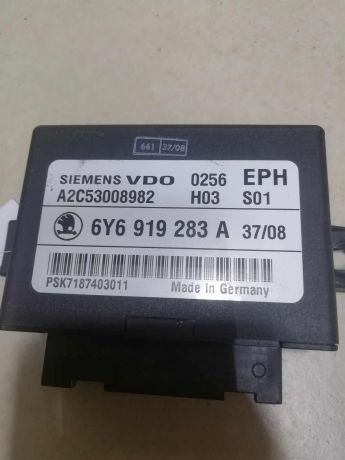 661 37/08
SIEMENS VDO 0256 EPH
A2C53008982 H03 S01
6Y6 919 283 A 37/08
PSK7187403011 Made in Germany